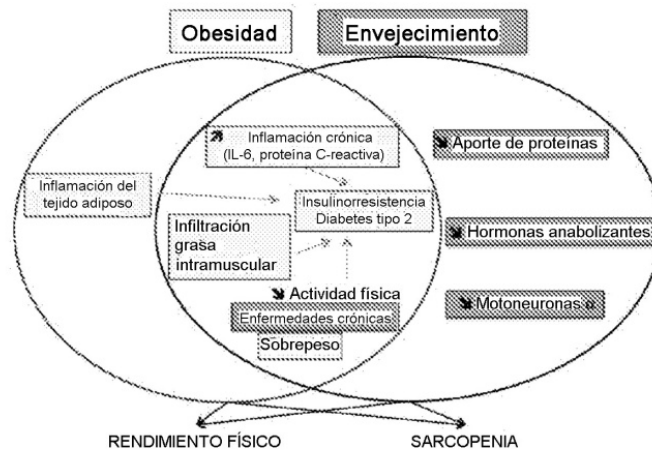 Obesidad
Envejecimiento
Inflamación crónica
(IL-6, proteína C-reactiva)
Aporte de proteínas
Inflamación del
tejido adiposo
Insulinorresistencia
Diabetes tipo 2
Infiltración
grasa
intramuscular
Hormonas anabolizantes
Actividad física
Enfermedades crónicas
Sobrepeso
Motoneuronas α
RENDIMIENTO FÍSICO
SARCOPENIA